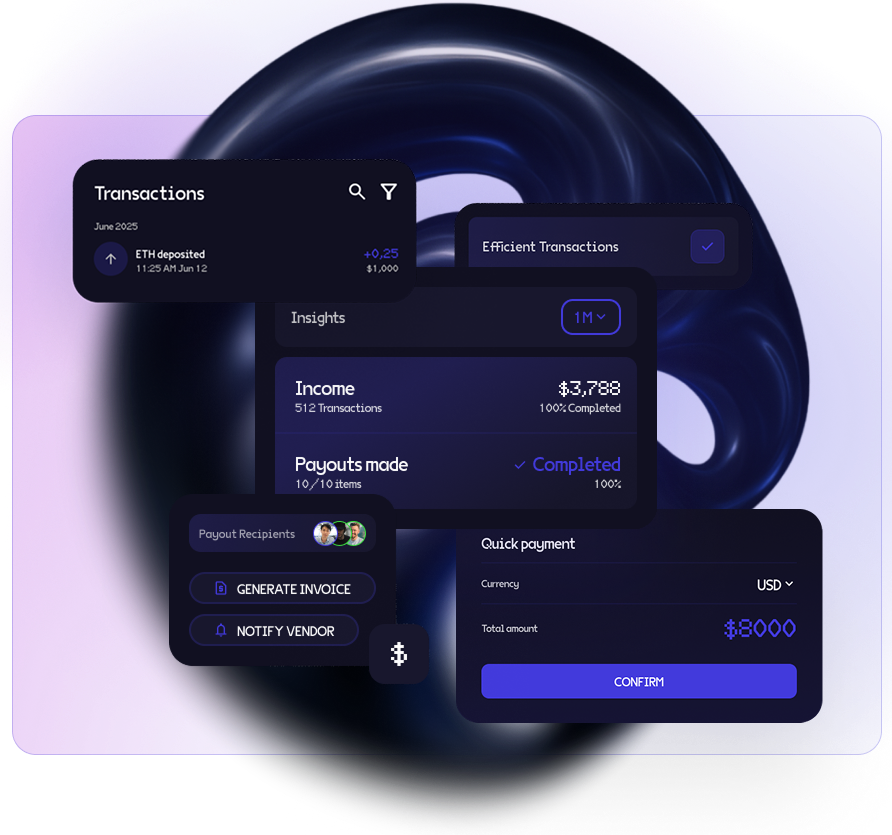 Transactions
June 2025
ETH deposited
11:25 AM Jun 12
+0,25
$1,000
Efficient Transactions
Insights
1M
Income
512 Transactions
$3,788
100% Completed
Payouts made
10/10 items
Completed
100%
Payout Recipients
GENERATE INVOICE
NOTIFY VENDOR
$
Quick payment
Currency
USD
Total amount
$8000
CONFIRM